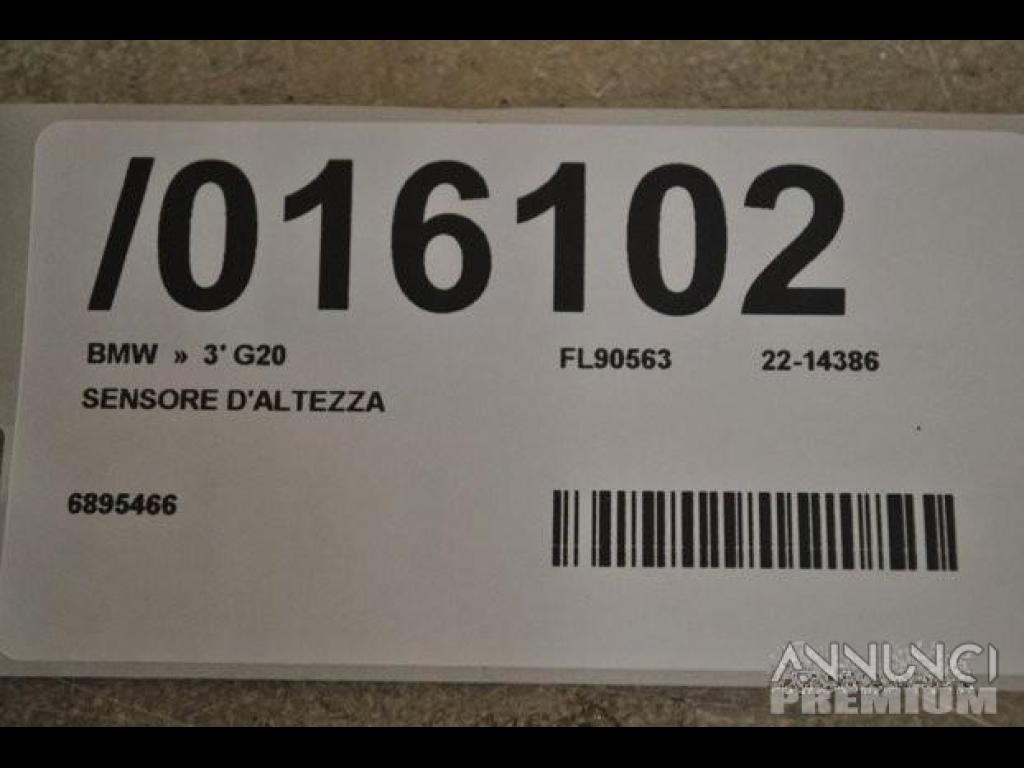 /016102
BMW » 3' G20 FL90563 22-14386
SENSORE D'ALTEZZA
6895466
ANNUNCI
PREMIUM